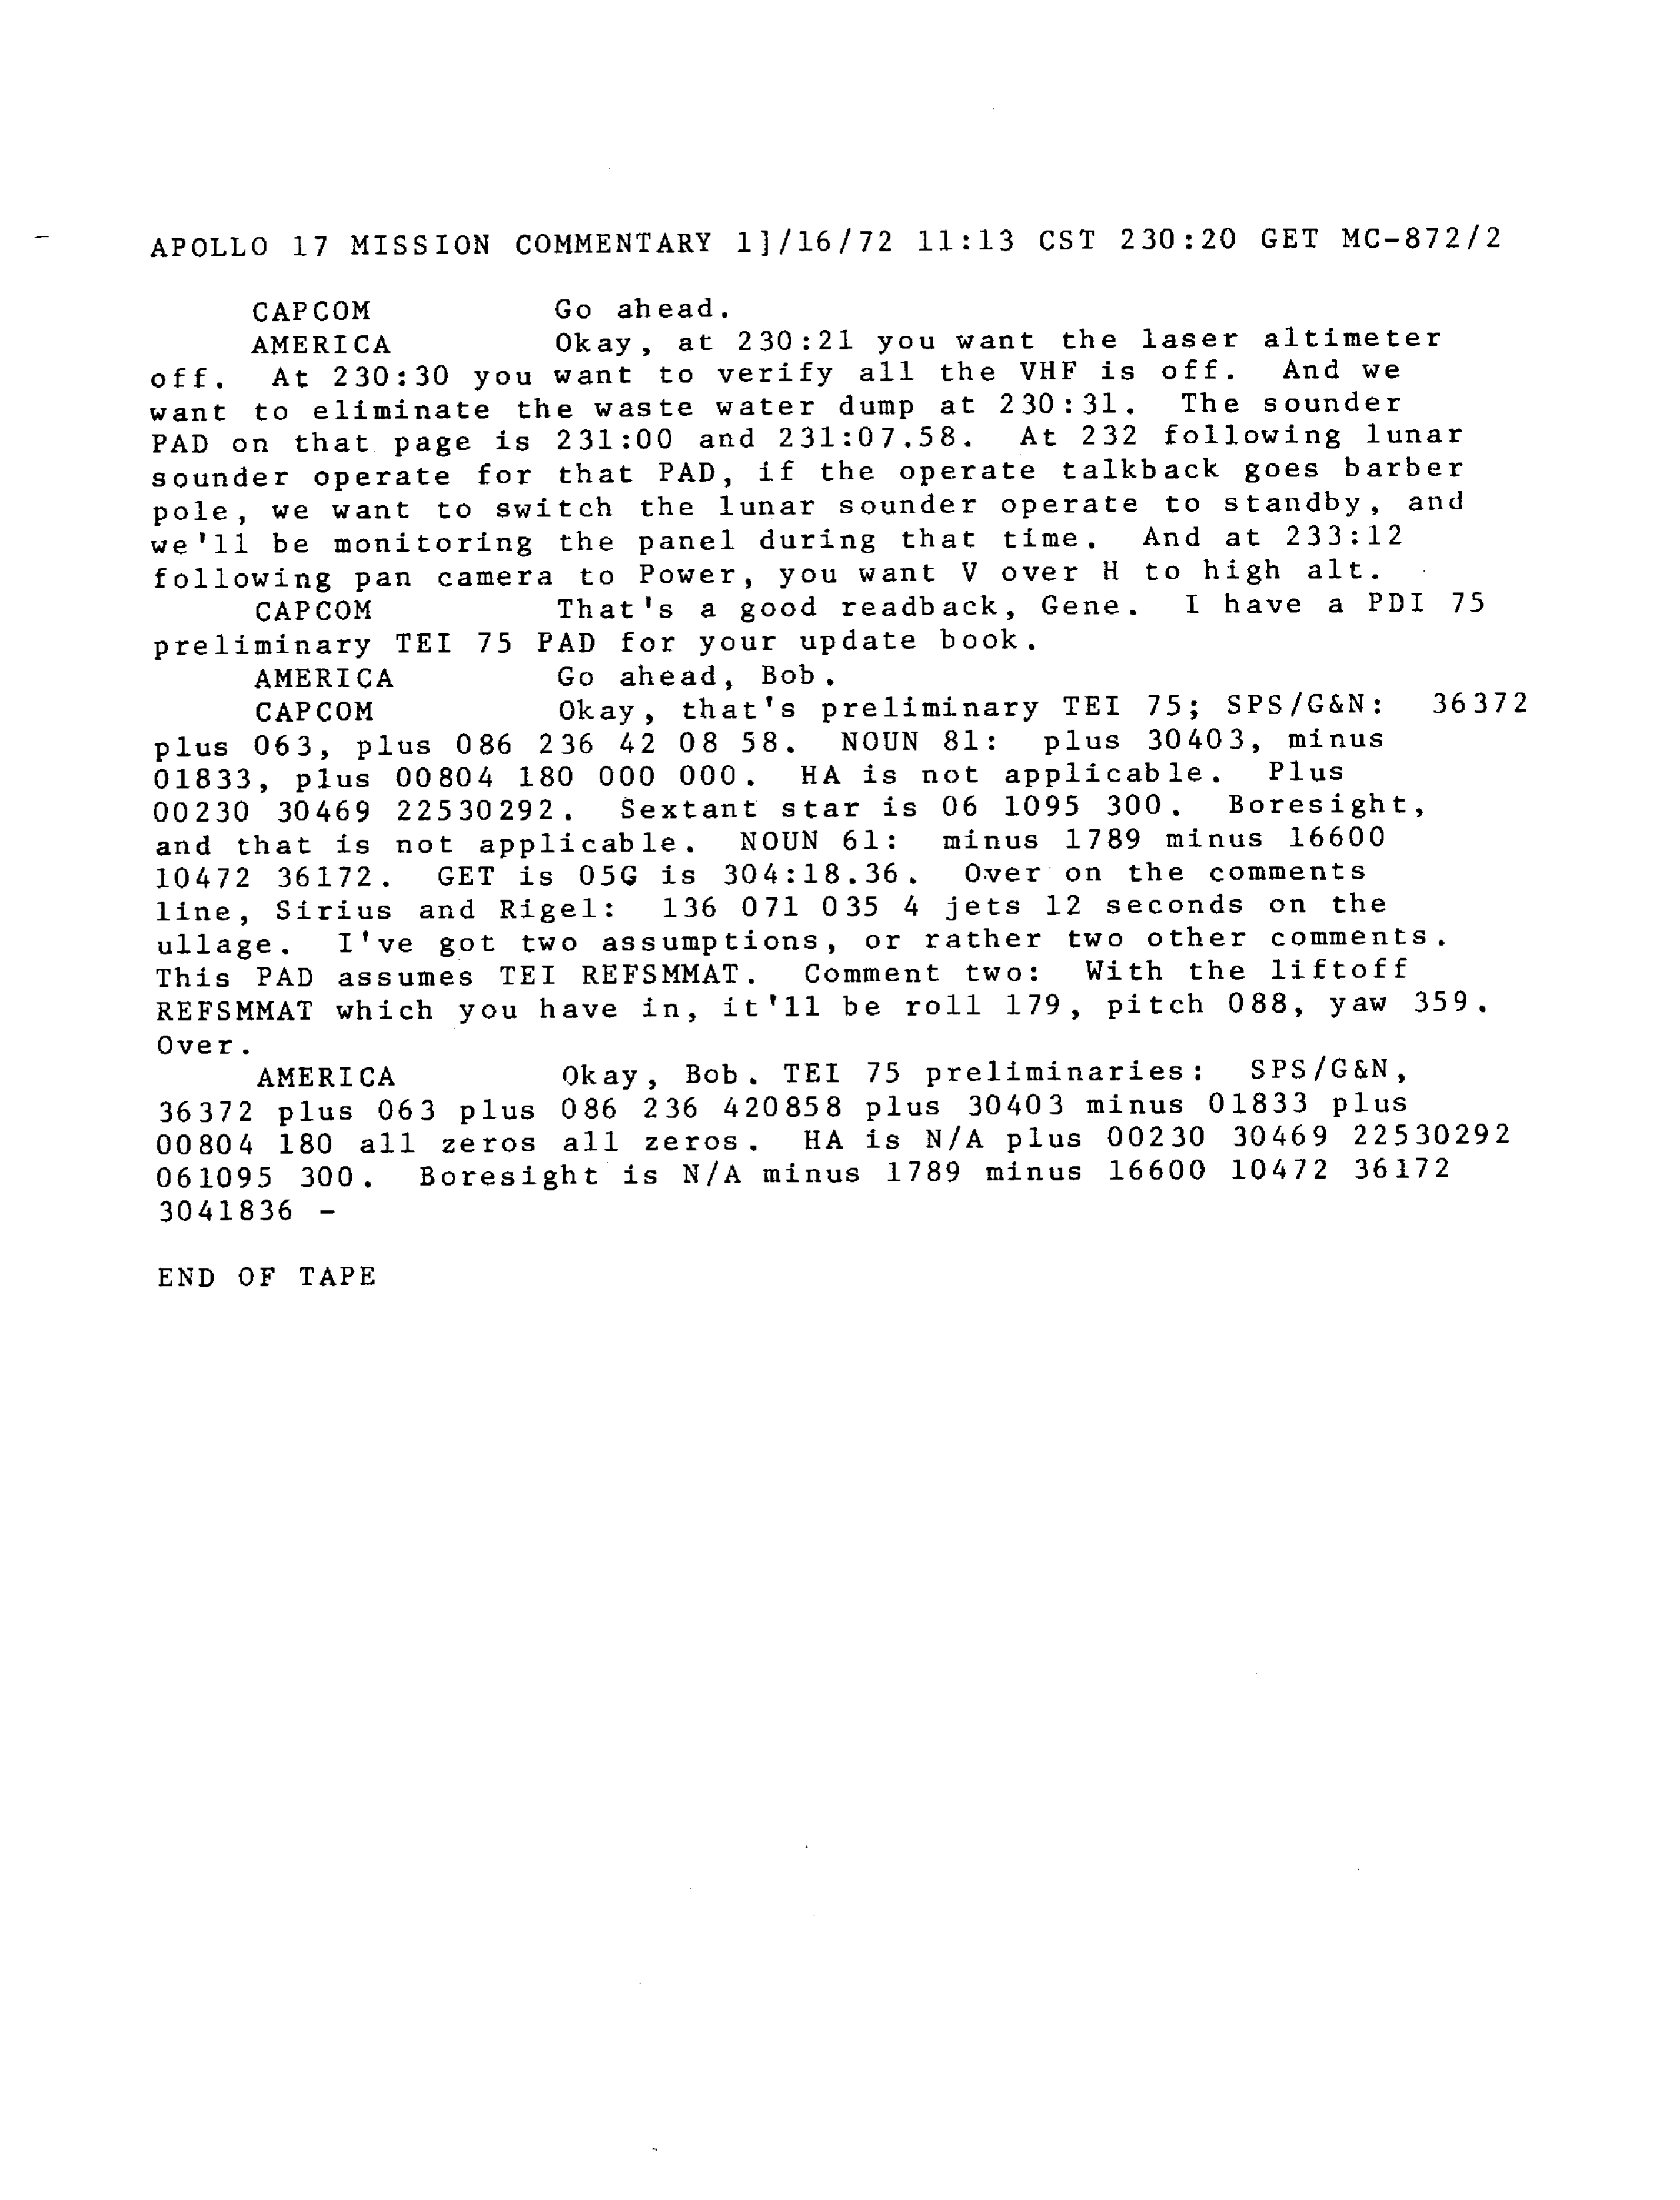 APOLLO 17 MISSION COMMENTARY 1]/16/72 11:13 CST 230:20 GET MC-872/2
CAPCOM Go ahead.
AMERICA Okay, at 230:21 you want the laser altimeter
off. At 230:30 you want to verify all the VHF is off. And we
want to eliminate the waste water dump at 230:31. The sounder
PAD on that page is 231:00 and 231:07.58. At 232 following lunar
sounder operate for that PAD, if the operate talkback goes barber
pole, we want to switch the lunar sounder operate to standby, and
we'll be monitoring the panel during that time. And at 233:12
following pan camera to Power, you want V over H to high alt.
CAPCOM That's a good readback, Gene. I have a PDI 75
preliminary TEI 75 PAD for your update book.
AMERICA Go ahead, Bob.
CAPCOM Okay, that's preliminary TEI 75; SPS/G&N: 36372
plus 063, plus 086 236 42 08 58. NOUN 81: plus 30403, minus
01833, plus 00804 180 000 000. HA is not applicable. Plus
00230 30469 22530292. Sextant star is 06 1095 300. Boresight,
and that is not applicable. NOUN 61: minus 1789 minus 16600
10472 36172. GET is 05G is 304:18.36. Over on the comments
line, Sirius and Rigel: 136 071 035 4 jets 12 seconds on the
ullage. I've got two assumptions, or rather two other comments.
This PAD assumes TEI REFSMMAT. Comment two: With the liftoff
REFSMMAT which you have in, it'll be roll 179, pitch 088, yaw 359.
Over.
AMERICA Okay, Bob. TEI 75 preliminaries: SPS/G&N,
36372 plus 063 plus 086 236 420858 plus 30403 minus 01833 plus
00804 180 all zeros all zeros. HA is N/A plus 00230 30469 22530292
061095 300. Boresight is N/A minus 1789 minus 16600 10472 36172
3041836 -
END OF TAPE